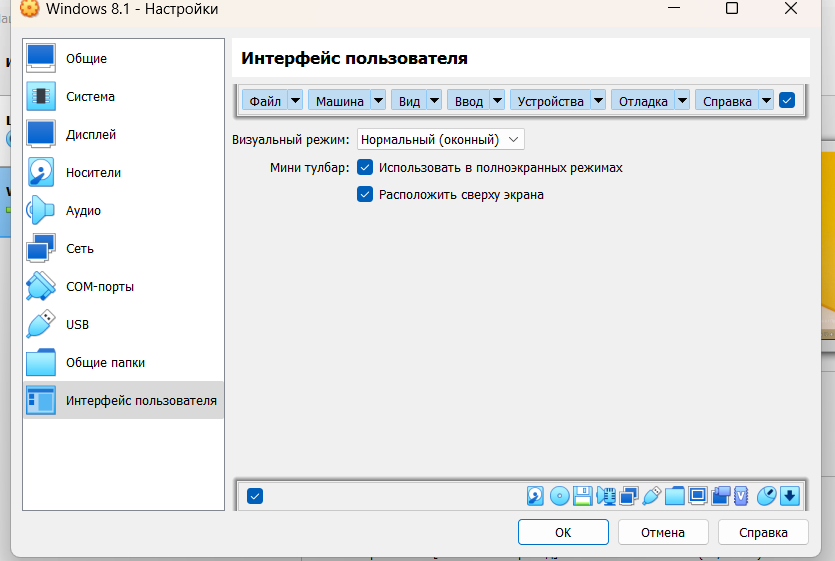 Windows 8.1 - Настройки
Общие
Система
Дисплей
Носители
Аудио
Сеть
COM-порты
USB
Общие папки
Интерфейс пользователя
Интерфейс пользователя
Файл Машина Вид Ввод Устройства Отладка Справка
Визуальный режим: Нормальный (оконный)
Мини тулбар: Использовать в полноэкранных режимах
Расположить сверху экрана
OK Отмена Справка